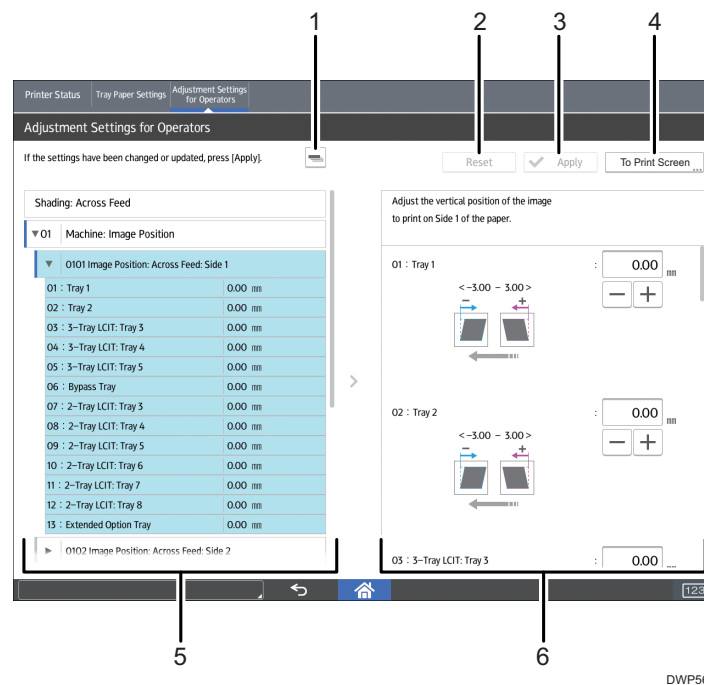 1 2 3 4
Printer Status Tray Paper Settings Adjustment Settings
for Operators
Adjustment Settings for Operators
If the settings have been changed or updated, press [Apply].
Reset Apply To Print Screen
Shading: Across Feed
▼01 Machine: Image Position
▼ 0101 Image Position: Across Feed: Side 1
01 : Tray 1 0.00 mm
02 : Tray 2 0.00 mm
03 : 3-Tray LCIT: Tray 3 0.00 mm
04 : 3-Tray LCIT: Tray 4 0.00 mm
05 : 3-Tray LCIT: Tray 5 0.00 mm
06 : Bypass Tray 0.00 mm
07 : 2-Tray LCIT: Tray 3 0.00 mm
08 : 2-Tray LCIT: Tray 4 0.00 mm
09 : 2-Tray LCIT: Tray 5 0.00 mm
10 : 2-Tray LCIT: Tray 6 0.00 mm
11 : 2-Tray LCIT: Tray 7 0.00 mm
12 : 2-Tray LCIT: Tray 8 0.00 mm
13 : Extended Option Tray 0.00 mm
► 0102 Image Position: Across Feed: Side 2
Adjust the vertical position of the image
to print on Side 1 of the paper.
01 : Tray 1 : 0.00 mm
< -3.00 - 3.00 >
− +
− +
02 : Tray 2 : 0.00 mm
< -3.00 - 3.00 >
− +
− +
03 : 3-Tray LCIT: Tray 3 : 0.00
123
5 6
DWP56